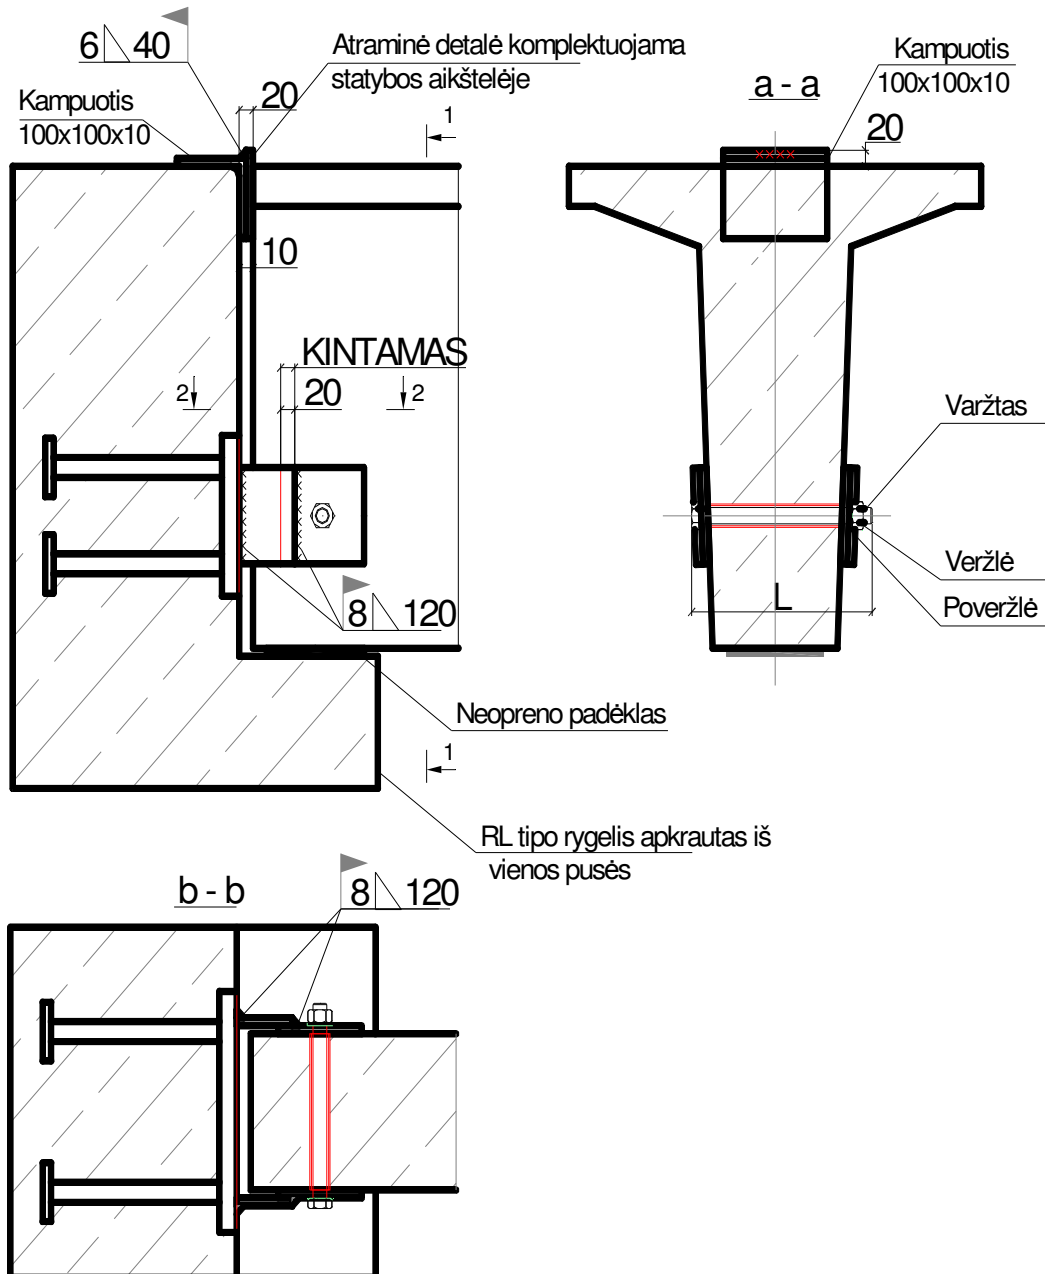 6 40
Atraminė detalė komplektuojama
statybos aikštelėje
Kampuotis
100x100x10
20
1
a - a
Kampuotis
100x100x10
20
10
KINTAMAS
20
2
2
Varžtas
Veržlė
Poveržlė
L
8 120
Neopreno padėklas
1
RL tipo rygelis apkrautas iš
vienos pusės
b - b
8 120